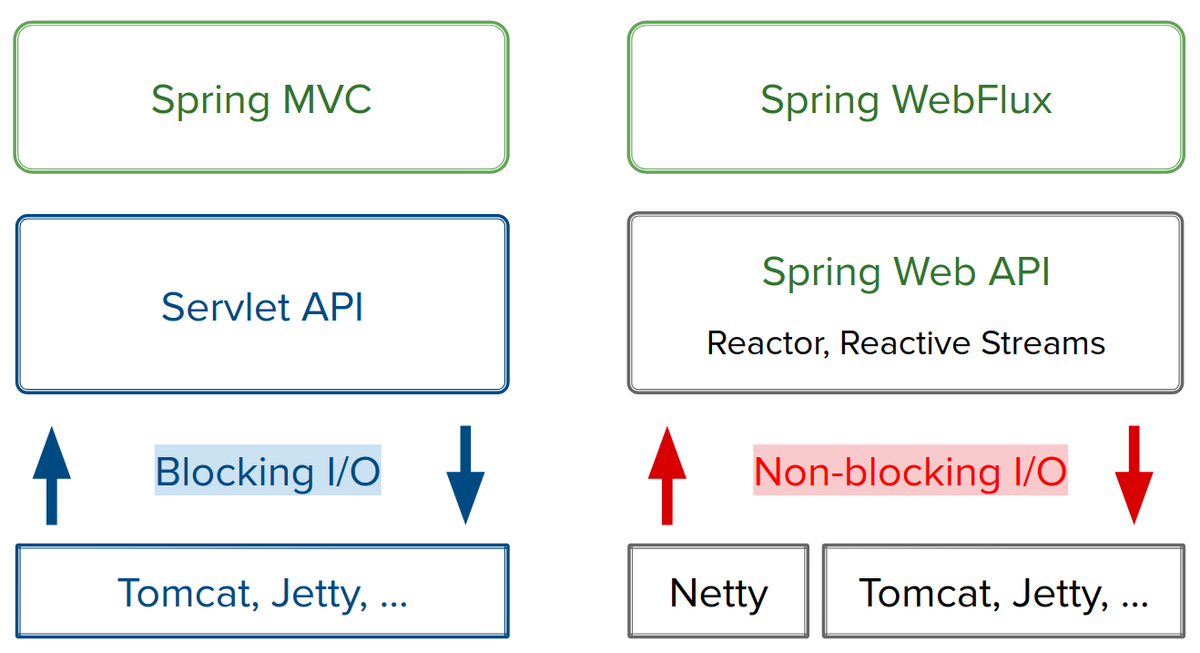 Spring MVC
Servlet API
Blocking I/O
Tomcat, Jetty, ...
Spring WebFlux
Spring Web API
Reactor, Reactive Streams
Non-blocking I/O
Netty
Tomcat, Jetty, ...